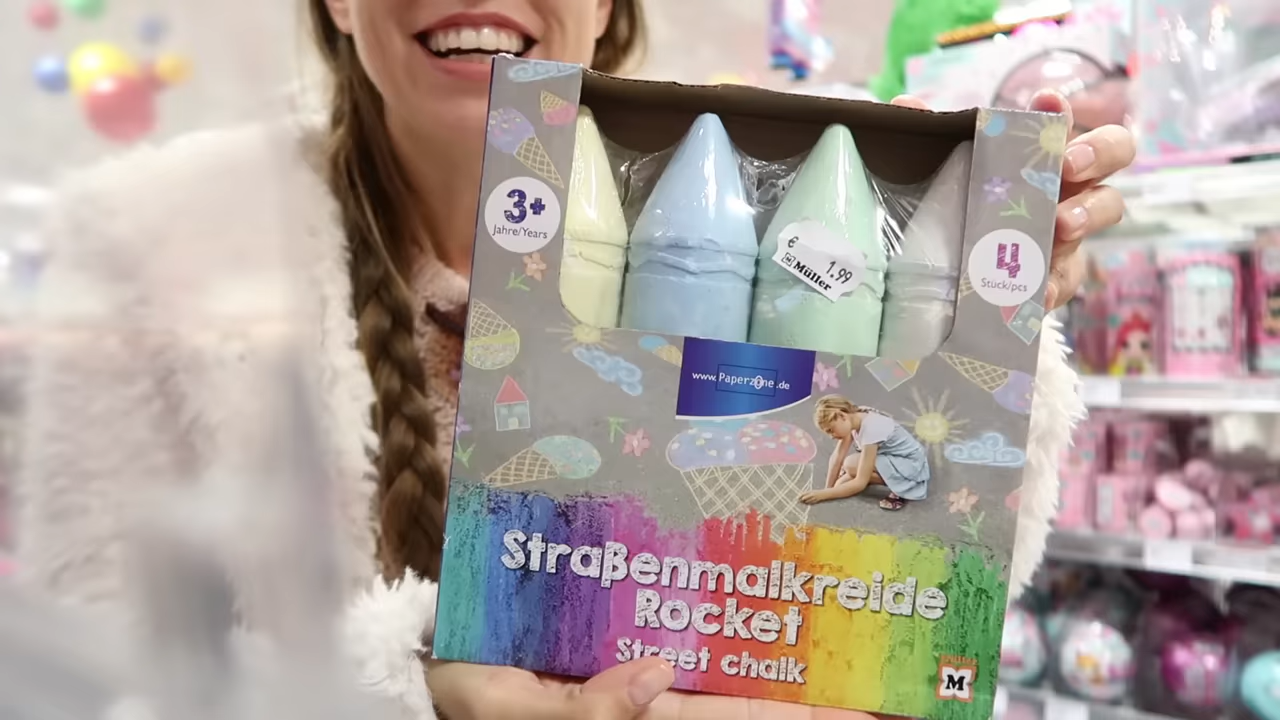 3+
Jahre/Years
4
Stück/pcs
€ 1.99
M Müller
www.Paperzone.de
Straßenmalkreide
Rocket
Street chalk
M